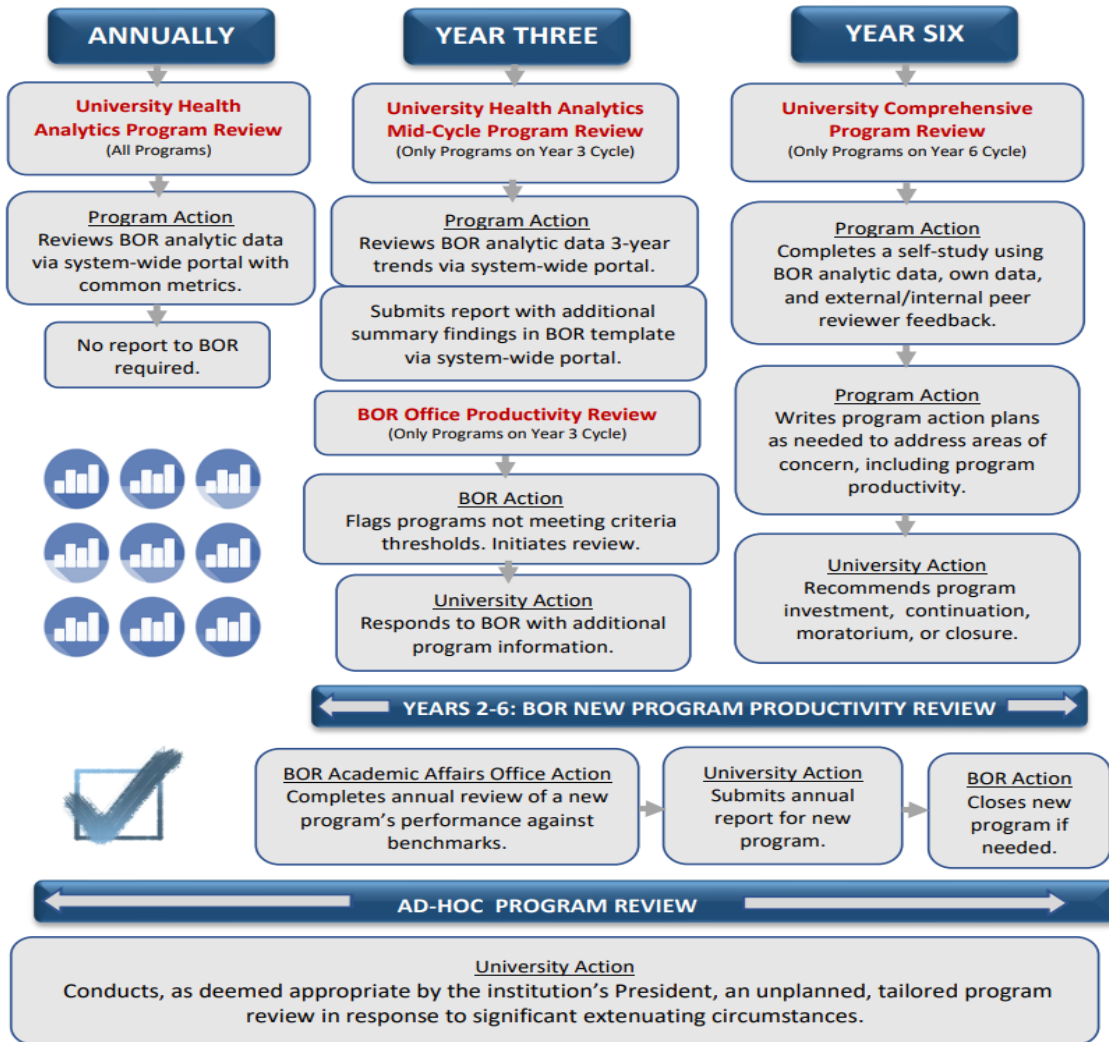 ANNUALLY
University Health
Analytics Program Review
(All Programs)
Program Action
Reviews BOR analytic data
via system-wide portal with
common metrics.
No report to BOR
required.
YEAR THREE
University Health Analytics
Mid-Cycle Program Review
(Only Programs on Year 3 Cycle)
Program Action
Reviews BOR analytic data 3-year
trends via system-wide portal.
Submits report with additional
summary findings in BOR template
via system-wide portal.
BOR Office Productivity Review
(Only Programs on Year 3 Cycle)
BOR Action
Flags programs not meeting criteria
thresholds. Initiates review.
University Action
Responds to BOR with additional
program information.
YEAR SIX
University Comprehensive
Program Review
(Only Programs on Year 6 Cycle)
Program Action
Completes a self-study using
BOR analytic data, own data,
and external/internal peer
reviewer feedback.
Program Action
Writes program action plans
as needed to address areas of
concern, including program
productivity.
University Action
Recommends program
investment, continuation,
moratorium, or closure.
YEARS 2-6: BOR NEW PROGRAM PRODUCTIVITY REVIEW
BOR Academic Affairs Office Action
Completes annual review of a new
program's performance against
benchmarks.
University Action
Submits annual
report for new
program.
BOR Action
Closes new
program if
needed.
AD-HOC PROGRAM REVIEW
University Action
Conducts, as deemed appropriate by the institution's President, an unplanned, tailored program
review in response to significant extenuating circumstances.